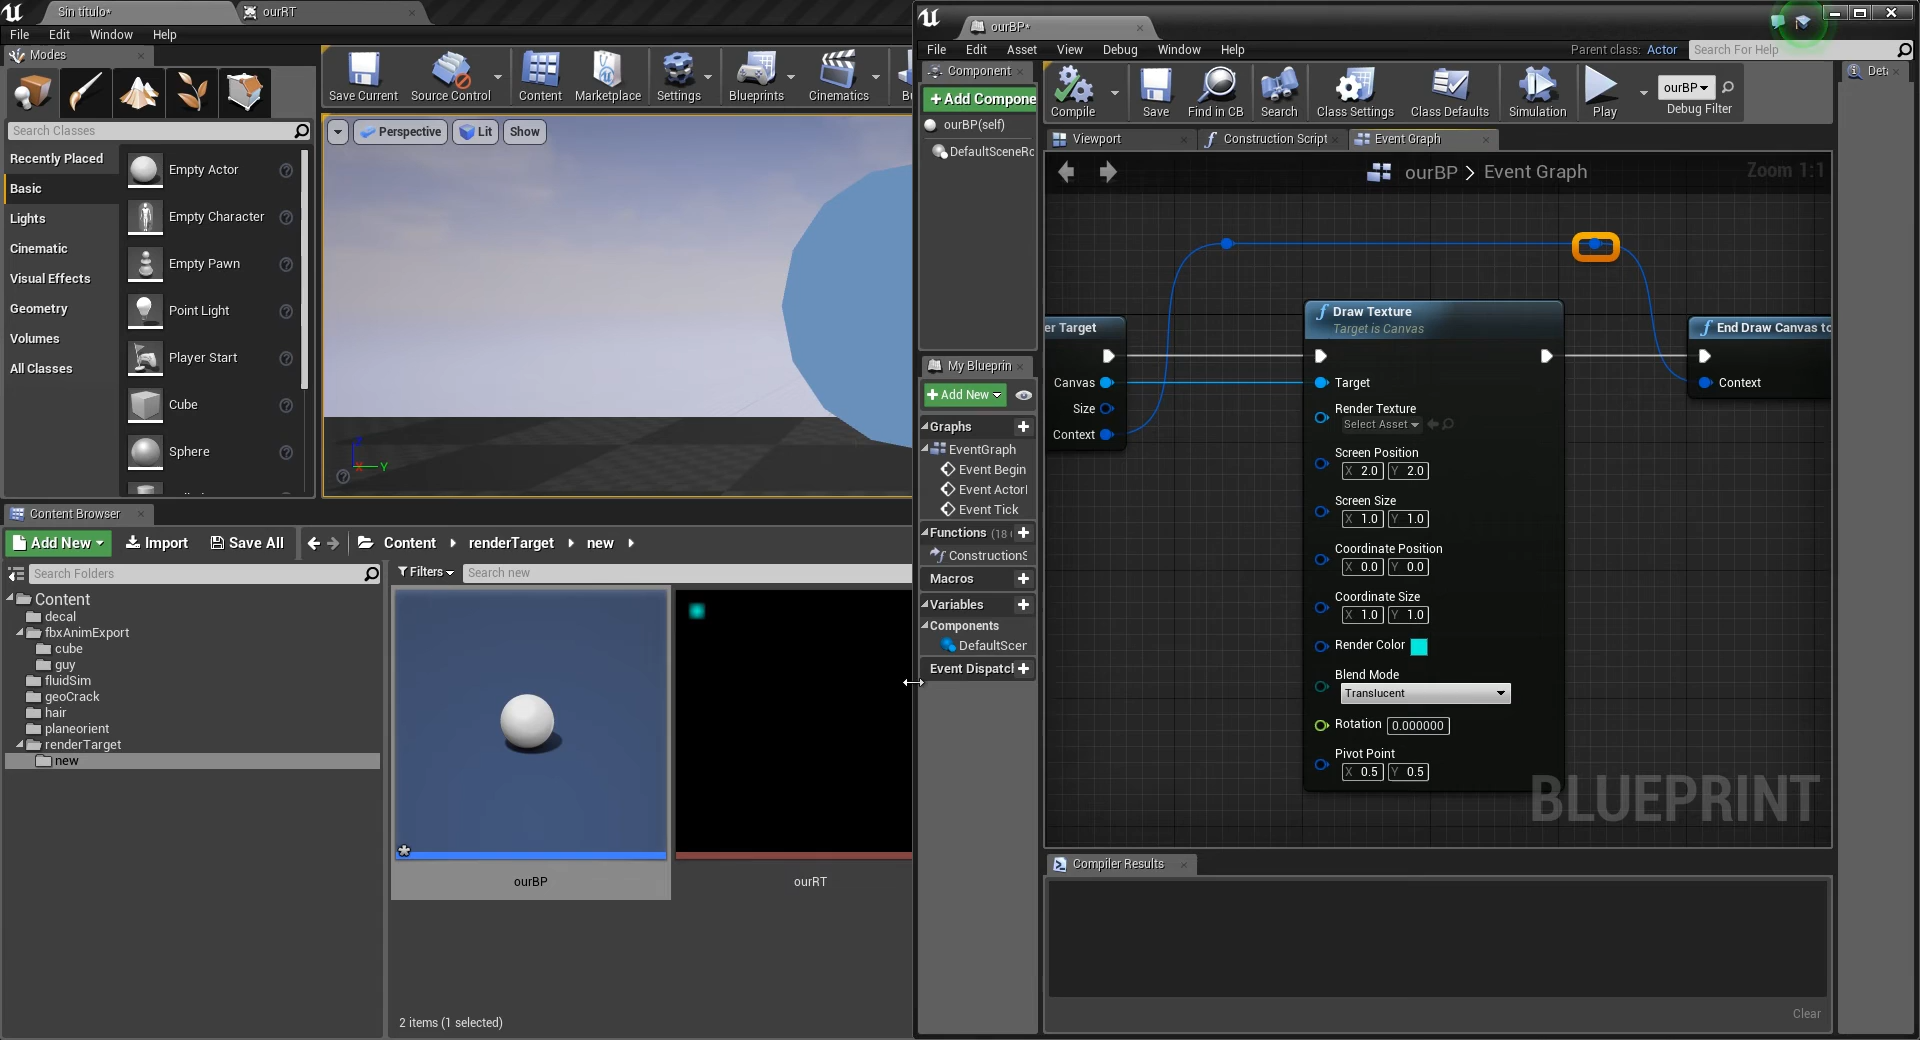 Sin título*
ourRT
File
Edit
Window
Help
Modes
Search Classes
Recently Placed
Basic
Lights
Cinematic
Visual Effects
Geometry
Volumes
All Classes
Empty Actor
Empty Character
Empty Pawn
Point Light
Player Start
Cube
Sphere
Save Current
Source Control
Content
Marketplace
Settings
Blueprints
Cinematics
Perspective
Lit
Show
X
Y
Content Browser
Add New
Import
Save All
Content
renderTarget
new
Search Folders
Filters
Search new
Content
decal
fbxAnimExport
cube
guy
fluidSim
geoCrack
hair
planeorient
renderTarget
new
ourBP
ourRT
2 items (1 selected)
ourBP*
File
Edit
Asset
View
Debug
Window
Help
Parent class: Actor
Search For Help
Component
+Add Compone
ourBP(self)
DefaultSceneRo
Compile
Save
Find in CB
Search
Class Settings
Class Defaults
Simulation
Play
ourBP
Debug Filter
Viewport
Construction Script
Event Graph
ourBP > Event Graph
Zoom 1:1
My Blueprin
+Add New
Graphs
EventGraph
Event Begin
Event Actor
Event Tick
Functions (18
Construction
Macros
Variables
Components
DefaultScer
Event Dispatch
er Target
Canvas
Size
Context
Draw Texture
Target is Canvas
Target
Render Texture
Select Asset
Screen Position
X 2.0 Y 2.0
Screen Size
X 1.0 Y 1.0
Coordinate Position
X 0.0 Y 0.0
Coordinate Size
X 1.0 Y 1.0
Render Color
Blend Mode
Translucent
Rotation 0.000000
Pivot Point
X 0.5 Y 0.5
End Draw Canvas to
Context
BLUEPRINT
Compiler Results
Clear